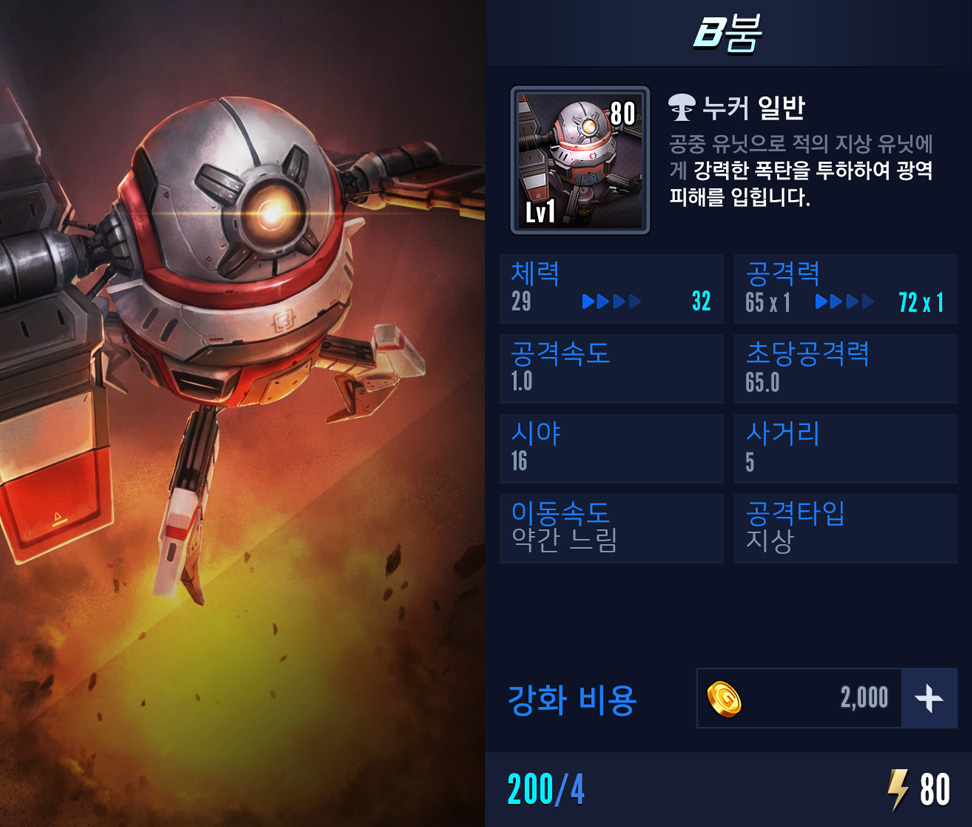 B붐
80
Lv1
누커 일반
공중 유닛으로 적의 지상 유닛에
게 강력한 폭탄을 투하하여 광역
피해를 입힙니다.
체력
29 32
공격력
65 x 1 72 x 1
공격속도
1.0
초당공격력
65.0
시야
16
사거리
5
이동속도
약간 느림
공격타입
지상
강화 비용
2,000
200/4
80